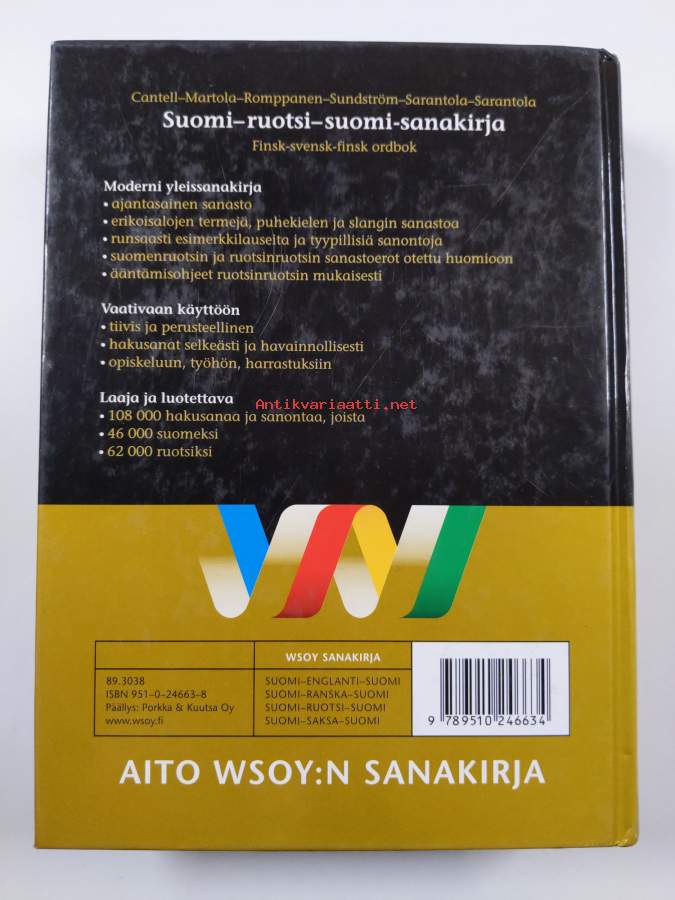 Cantell–Martola–Romppanen–Sundström–Sarantola–Sarantola
Suomi–ruotsi–suomi-sanakirja
Finsk-svensk-finsk ordbok
Moderni yleissanakirja
• ajantasainen sanasto
• erikoisalojen termejä, puhekielen ja slangin sanastoa
• runsaasti esimerkkilauseita ja tyypillisiä sanontoja
• suomenruotsin ja ruotsinruotsin sanastoerot otettu huomioon
• ääntämisohjeet ruotsinruotsin mukaisesti
Vaativaan käyttöön
• tiivis ja perusteellinen
• hakusanat selkeästi ja havainnollisesti
• opiskeluun, työhön, harrastuksiin
Laaja ja luotettava
Antikvariaatti.net
• 108 000 hakusanaa ja sanontaa, joista
• 46 000 suomeksi
• 62 000 ruotsiksi
WSOY SANAKIRJA
89.3038
ISBN 951–0–24663–8
Päällys: Porkka & Kuutsa Oy
www.wsoy.fi
SUOMI–ENGLANTI–SUOMI
SUOMI–RANSKA–SUOMI
SUOMI–RUOTSI–SUOMI
SUOMI–SAKSA–SUOMI
9 789510 246634
AITO WSOY:N SANAKIRJA